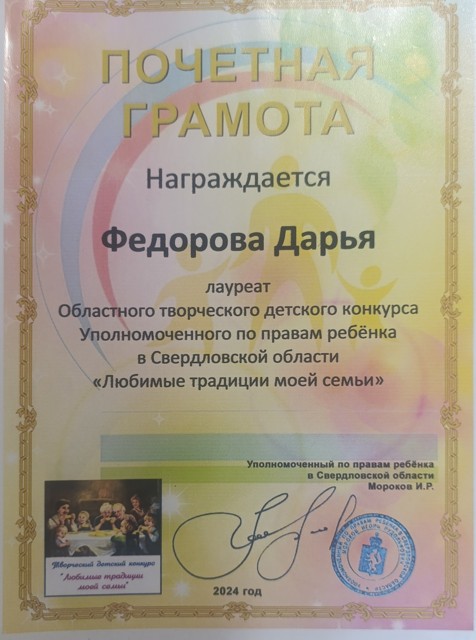 ПОЧЕТНАЯ
ГРАМОТА
Награждается
Федорова Дарья
лауреат
Областного творческого детского конкурса
Уполномоченного по правам ребёнка
в Свердловской области
«Любимые традиции моей семьи»
Уполномоченный по правам ребёнка
в Свердловской области
Мороков И.Р.
Творческий детский конкурс
"Любимые традиции
моей семьи"
2024 год